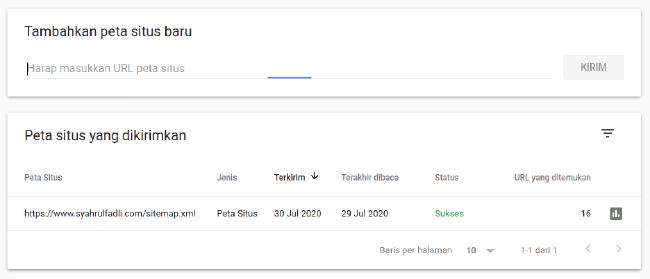 Tambahkan peta situs baru
Harap masukkan URL peta situs
KIRIM
Peta situs yang dikirimkan
Peta Situs Jenis Terkirim Terakhir dibaca Status URL yang ditemukan
https://www.syahrulfadli.com/sitemap.xml Peta Situs 30 Jul 2020 29 Jul 2020 Sukses 16
Baris per halaman 10 1-1 dari 1